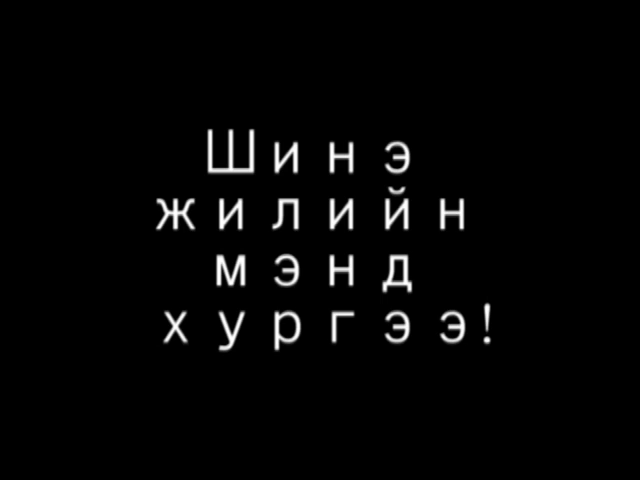 Шинэ
жилийн
мэнд
хургээ!